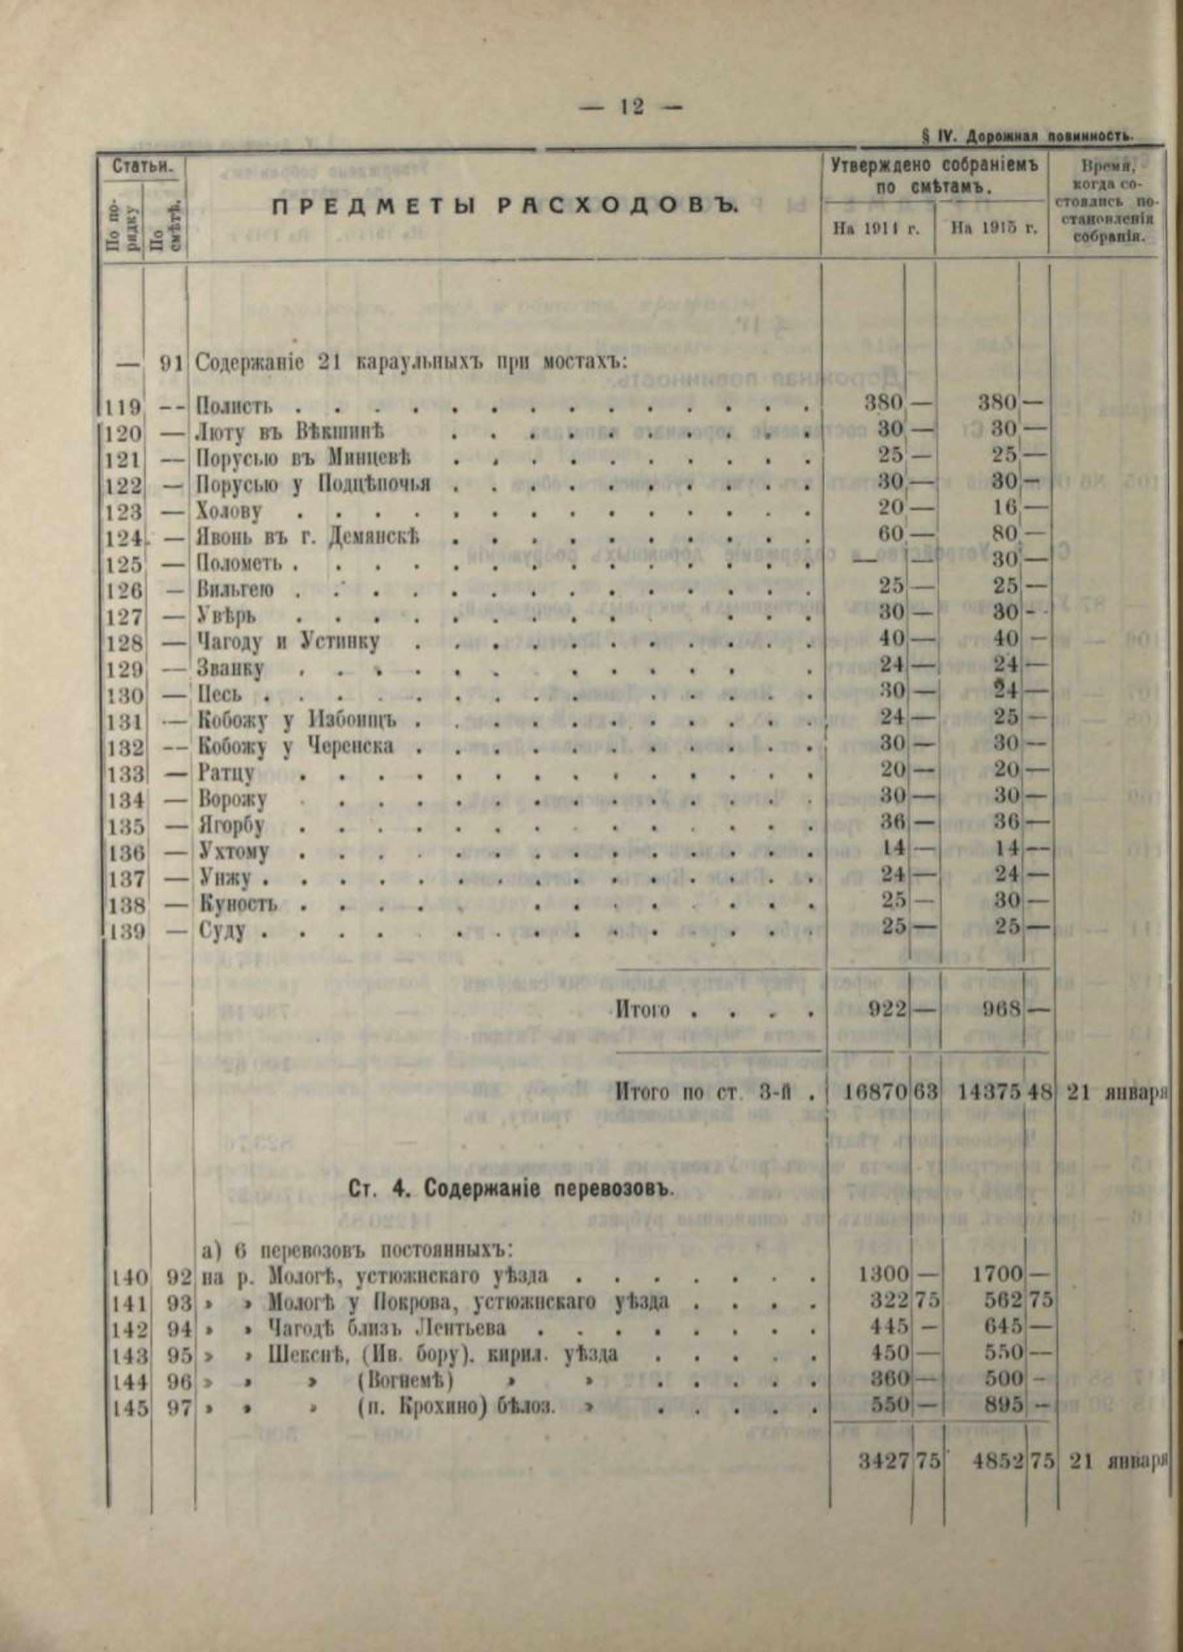 — 12 —
§ IV. Дорожная повинность.
Статьи.
По порядку
По смѣтѣ.
ПРЕДМЕТЫ РАСХОДОВЪ.
Утверждено собраніемъ
по смѣтамъ.
На 1914 г.
На 1915 г.
Время,
когда со-
стоялись по-
становленія
собранія.
— 91 Содержаніе 21 караульныхъ при мостахъ:
119 -- Полисть . . . . . . . . . . . . . . 380 — 380 —
120 — Люту въ Вѣкшинѣ . . . . . . . . . . 30 — 30 —
121 — Порусью въ Минцевѣ . . . . . . . . . . 25 — 25 —
122 — Порусью у Подцѣпочья . . . . . . . . . . 30 — 30 —
123 — Холову . . . . . . . . . . . . . . 20 — 16 —
124 — Явонь въ г. Демянскѣ . . . . . . . . . . 60 — 80 —
125 — Полометь . . . . . . . . . . . . . . — — 30 —
126 — Вильгею . . . . . . . . . . . . . . 25 — 25 —
127 — Увѣрь . . . . . . . . . . . . . . 30 — 30 -
128 — Чагоду и Устинку . . . . . . . . . . . 40 — 40 —
129 — Званку . . . . . . . . . . . . . . 24 — 24 —
130 — Песь . . . . . . . . . . . . . . . 30 — 24 —
131 — Кобожу у Избоищъ . . . . . . . . . . . 24 — 25 —
132 -- Кобожу у Черенска . . . . . . . . . . . 30 — 30 —
133 — Ратцу . . . . . . . . . . . . . . 20 — 20 —
134 — Ворожу . . . . . . . . . . . . . . 30 — 30 —
135 — Ягорбу . . . . . . . . . . . . . . 36 — 36 —
136 — Ухтому . . . . . . . . . . . . . . 14 — 14 —
137 — Унжу . . . . . . . . . . . . . . . 24 — 24 —
138 — Куность . . . . . . . . . . . . . . 25 — 30 —
139 — Суду . . . . . . . . . . . . . . . 25 — 25 —
Итого . . . . 922 — 968 —
Итого по ст. 3-й . 16870 63 14375 48 21 января
Ст. 4. Содержаніе перевозовъ.
а) 6 перевозовъ постоянныхъ:
140 92 на р. Мологѣ, устюжнскаго уѣзда . . . . . . . 1300 — 1700 —
141 93 » » Мологѣ у Покрова, устюжнскаго уѣзда . . . . 322 75 562 75
142 94 » » Чагодѣ близь Лентьева . . . . . . . . 445 — 645 —
143 95 » » Шекснѣ, (Ив. бору). кирил. уѣзда . . . . . 450 — 550 —
144 96 » » » (Вогнемѣ) » » . . . . . 360 — 500 —
145 97 » » » (п. Крохино) бѣлоз. » . . . . . 550 — 895 —
3427 75 4852 75 21 января